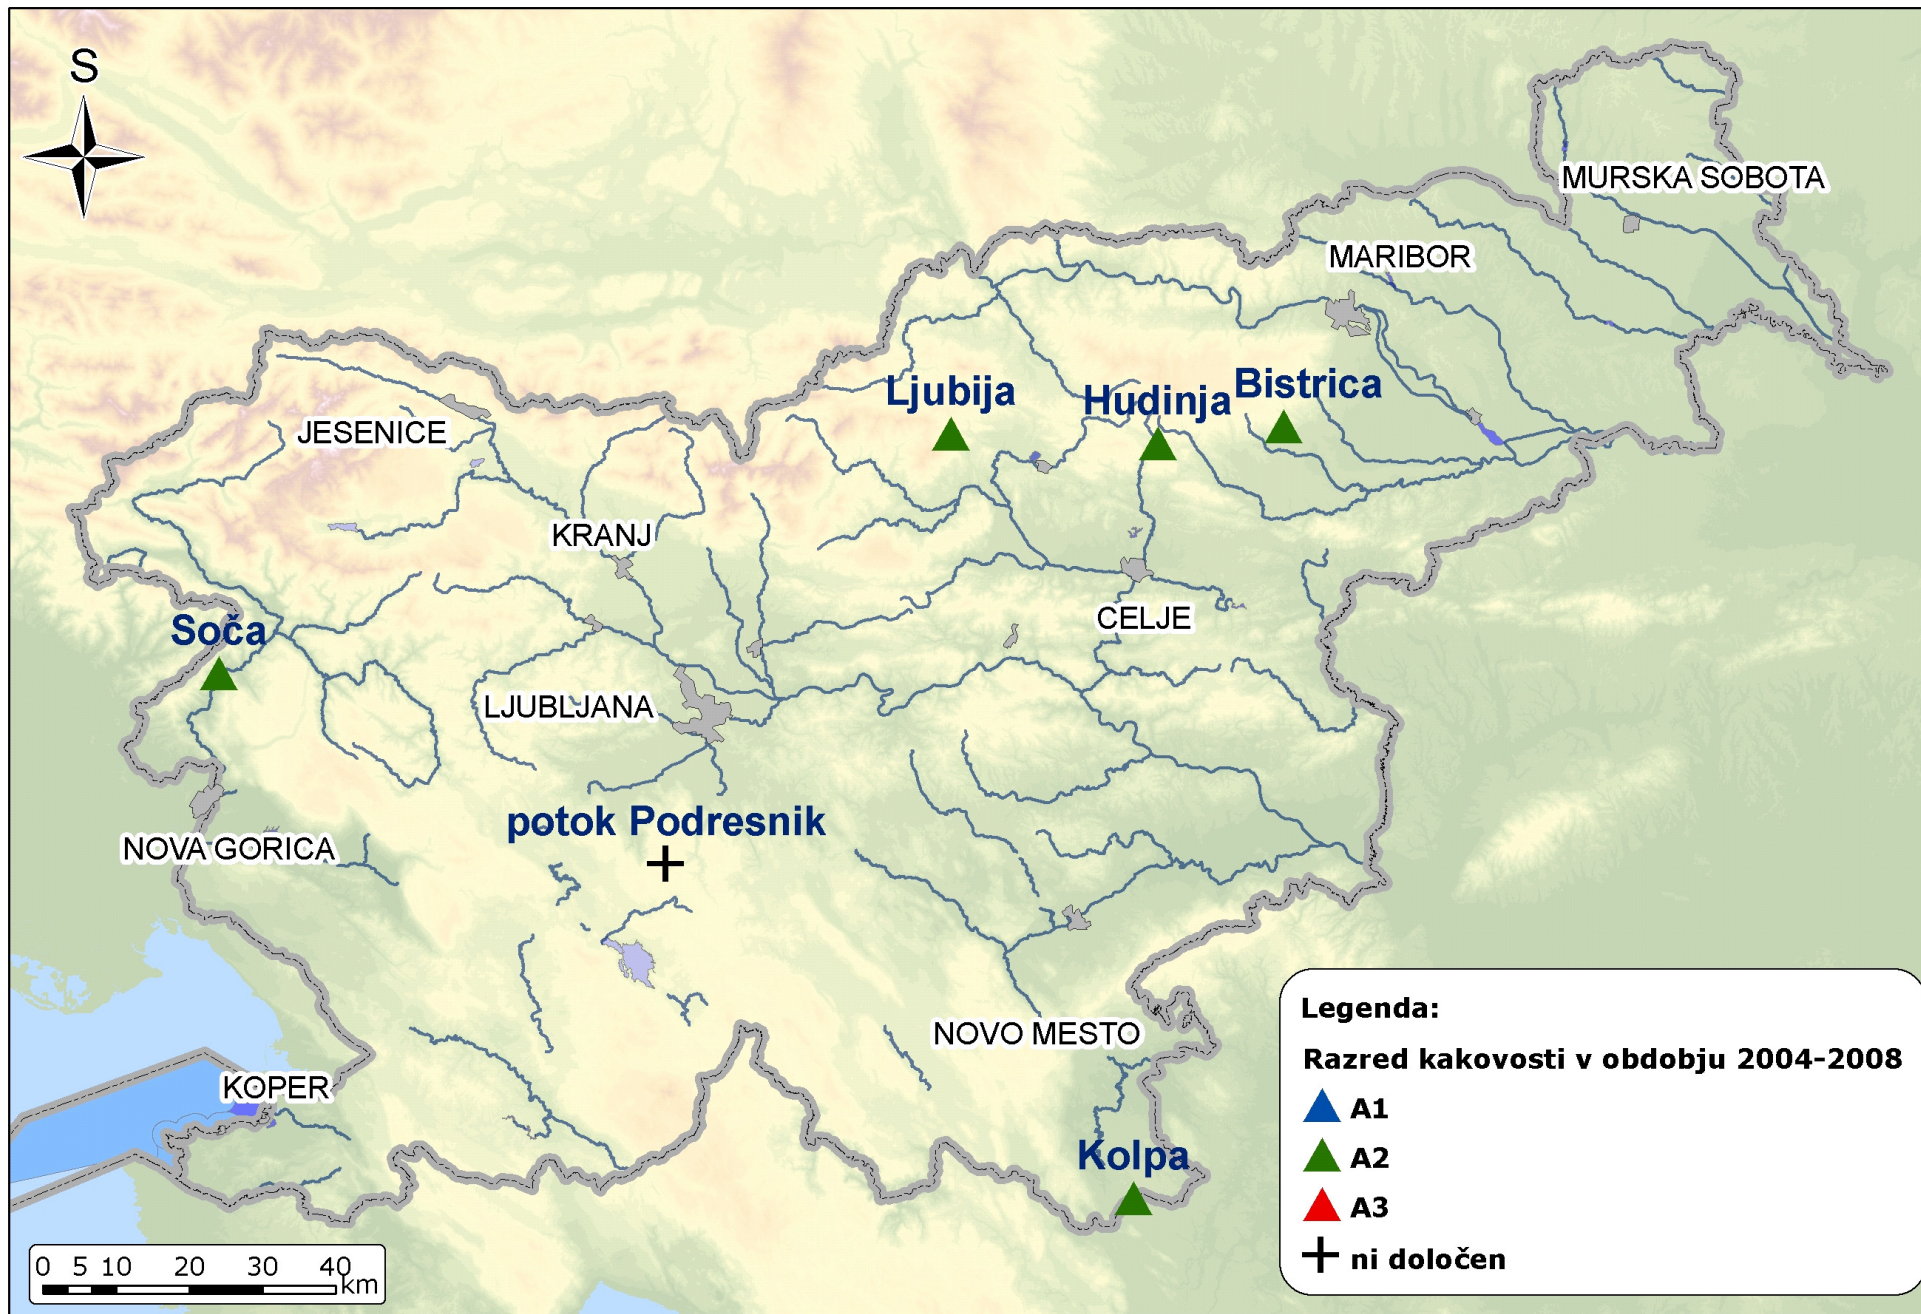 S
MURSKA SOBOTA
MARIBOR
Ljubija
Hudinja
Bistrica
JESENICE
KRANJ
CELJE
Soča
LJUBLJANA
potok Podresnik
NOVA GORICA
NOVO MESTO
KOPER
Kolpa
Legenda:
Razred kakovosti v obdobju 2004-2008
A1
A2
A3
ni določen
0 5 10 20 30 40
km